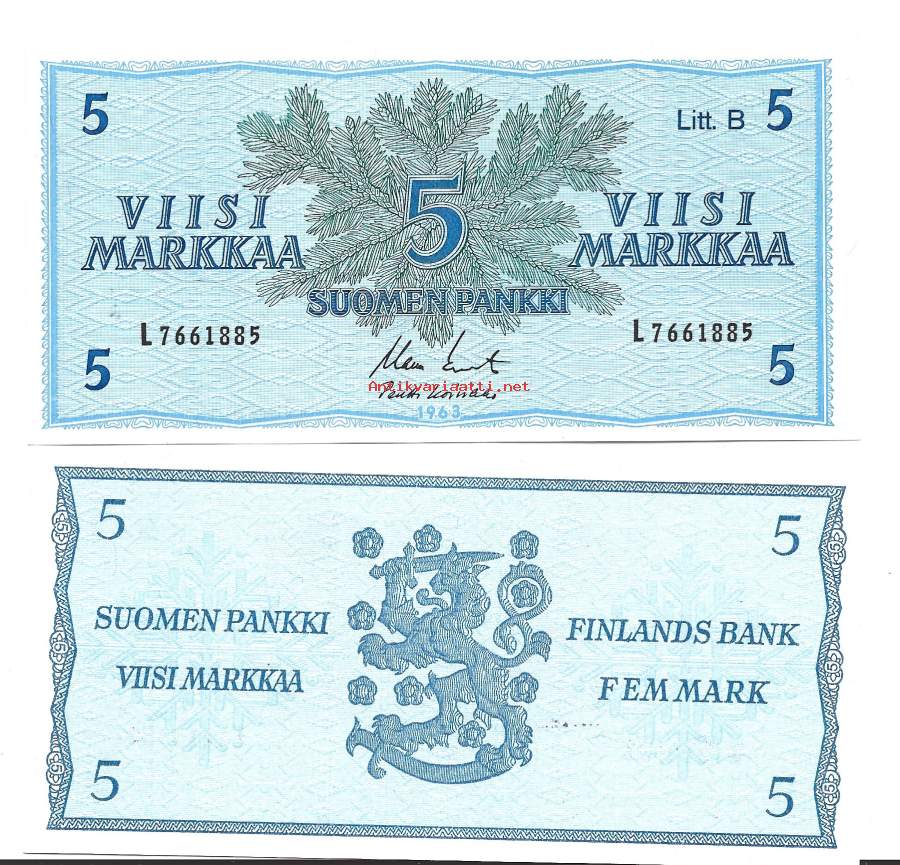 5
Litt. B 5
VIISI MARKKAA
5
VIISI MARKKAA
SUOMEN PANKKI
L7661885
L7661885
5
5
Antikvariaatti.net
1963
5
5
SUOMEN PANKKI
VIISI MARKKAA
FINLANDS BANK
FEM MARK
5
5